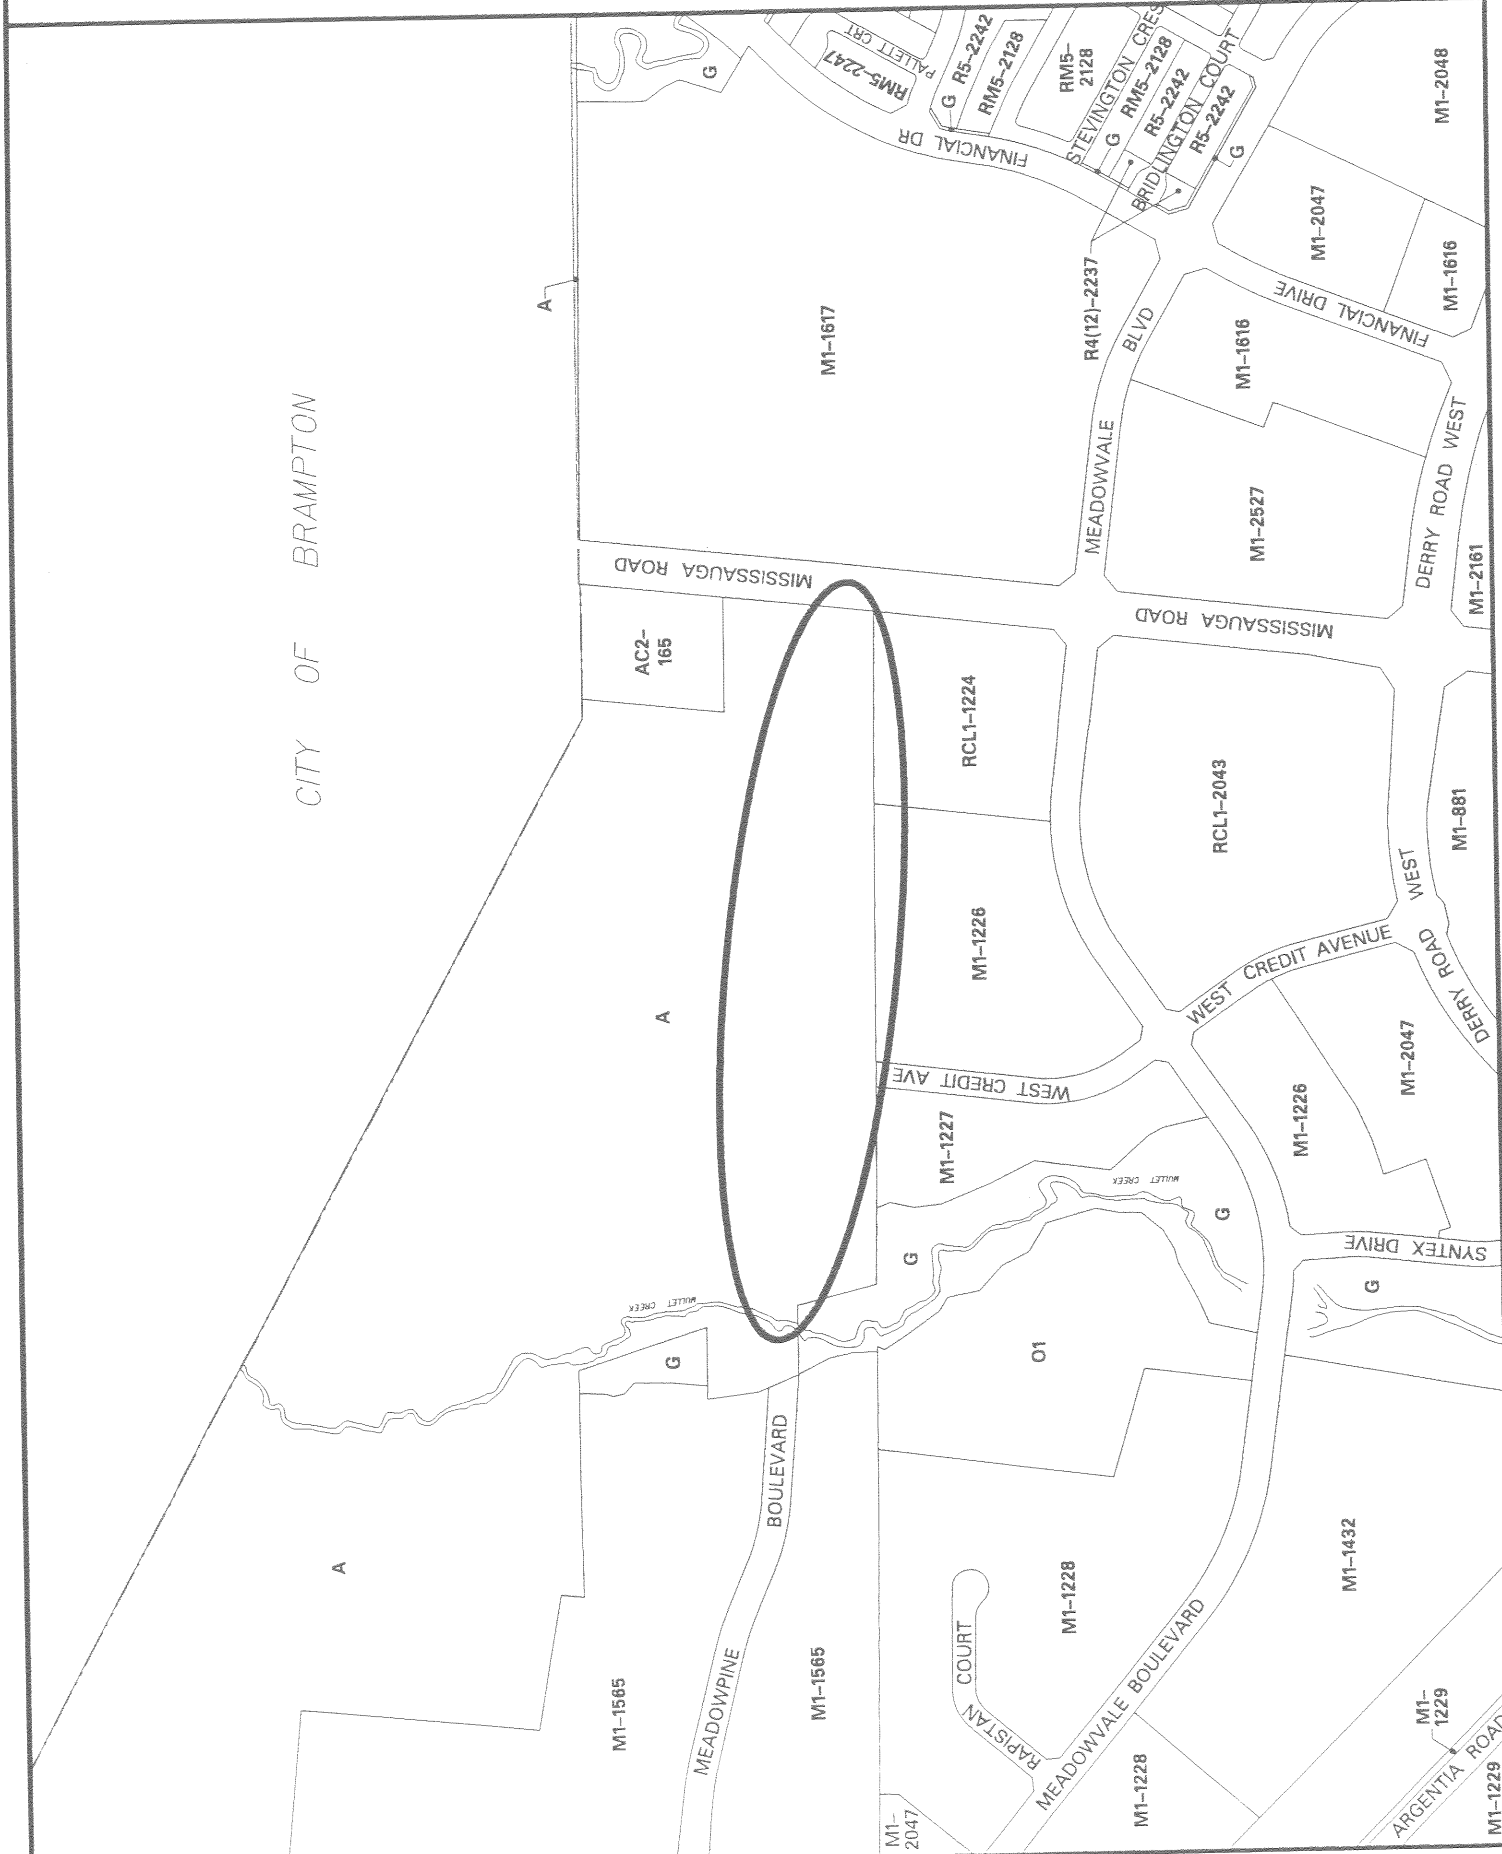 CITY OF BRAMPTON
A
A
A
G
PALLETT CRT
RM5-2247
R5-2242
RM5-2128
G
FINANCIAL DR
RM5-
2128
STEVINGTON CRES
G
RM5-2128
R5-2242
BRIDLINGTON COURT
R5-2242
G
M1-2048
M1-2047
M1-1616
FINANCIAL DRIVE
R4(12)-2237
M1-1617
MEADOWVALE BLVD
M1-1616
M1-2527
DERRY ROAD WEST
M1-2161
MISSISSAUGA ROAD
MISSISSAUGA ROAD
AC2-
165
RCL1-1224
RCL1-2043
M1-881
M1-1226
WEST CREDIT AVENUE
DERRY ROAD WEST
WEST CREDIT AVE
M1-1227
M1-2047
M1-1226
MULLET CREEK
MULLET CREEK
G
G
G
G
SYNTEX DRIVE
O1
MEADOWPINE BOULEVARD
M1-1565
M1-1565
RAPISTAN COURT
M1-1228
MEADOWVALE BOULEVARD
M1-1228
M1-1432
M1-
2047
M1-
1229
ARGENTIA ROAD
M1-1229